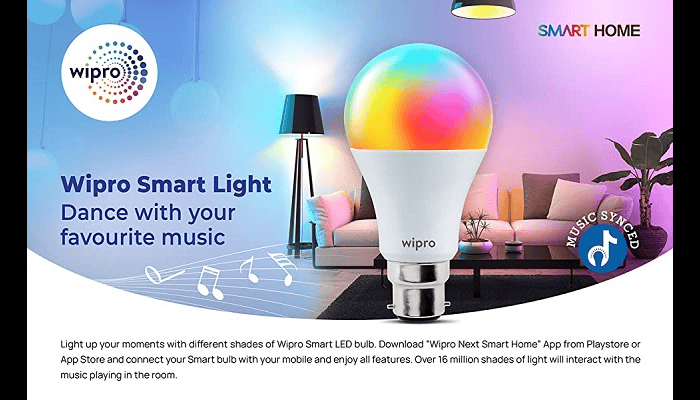 SMART HOME
wipro
Wipro Smart Light
Dance with your
favourite music
wipro
MUSIC SYNCED
Light up your moments with different shades of Wipro Smart LED bulb. Download "Wipro Next Smart Home" App from Playstore or
App Store and connect your Smart bulb with your mobile and enjoy all features. Over 16 million shades of light will interact with the
music playing in the room.